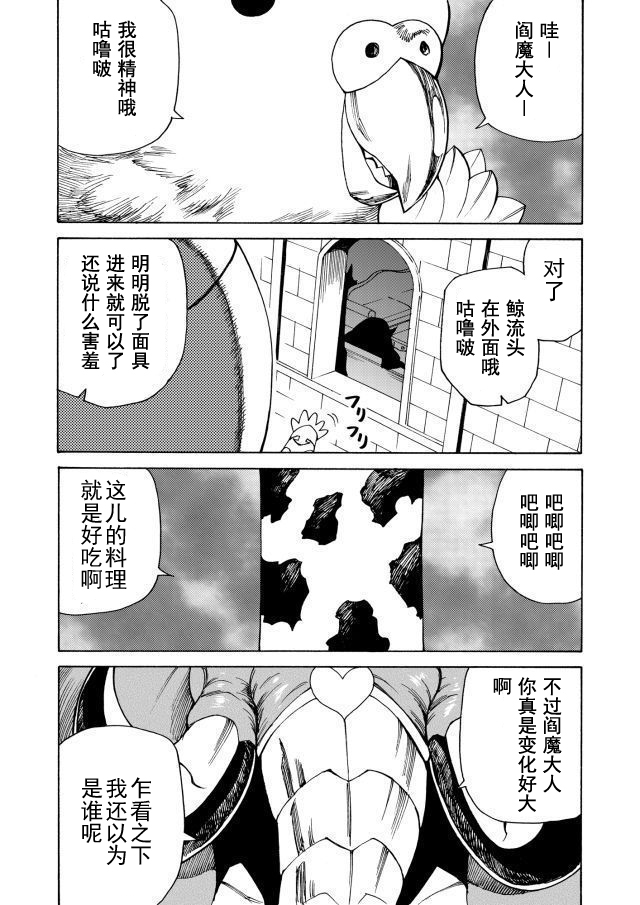 哇—
阎魔大
人—
我很精神哦
咕噜啵
对了
鲸流头
在外面哦
咕噜啵
フリ
フリ
明明脱了面具
进来就可以了
还说什么害羞
吧唧吧唧
吧唧吧唧
这儿的料理
就是好吃啊
不过阎魔大人
你真是变化好大
啊
乍看之下
我还以为
是谁呢